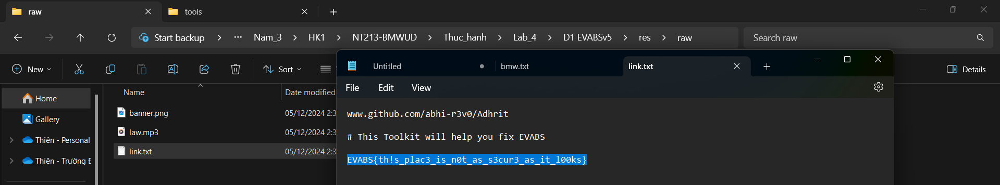 raw
tools
Start backup > ... Nam_3 > HK1 > NT213-BMWUD > Thuc_hanh > Lab_4 > D1 EVABSv5 > res > raw
Search raw
New
Sort
Details
Name
Date modified
Home
Gallery
Thiên - Personal
Thiên - Trường
banner.png
05/12/2024 2:3
law.mp3
05/12/2024 2:3
link.txt
05/12/2024 2:3
Untitled
bmw.txt
link.txt
File
Edit
View
www.github.com/abhi-r3v0/Adhrit
# This Toolkit will help you fix EVABS
EVABS{th!s_plac3_is_n0t_as_s3cur3_as_it_l00ks}